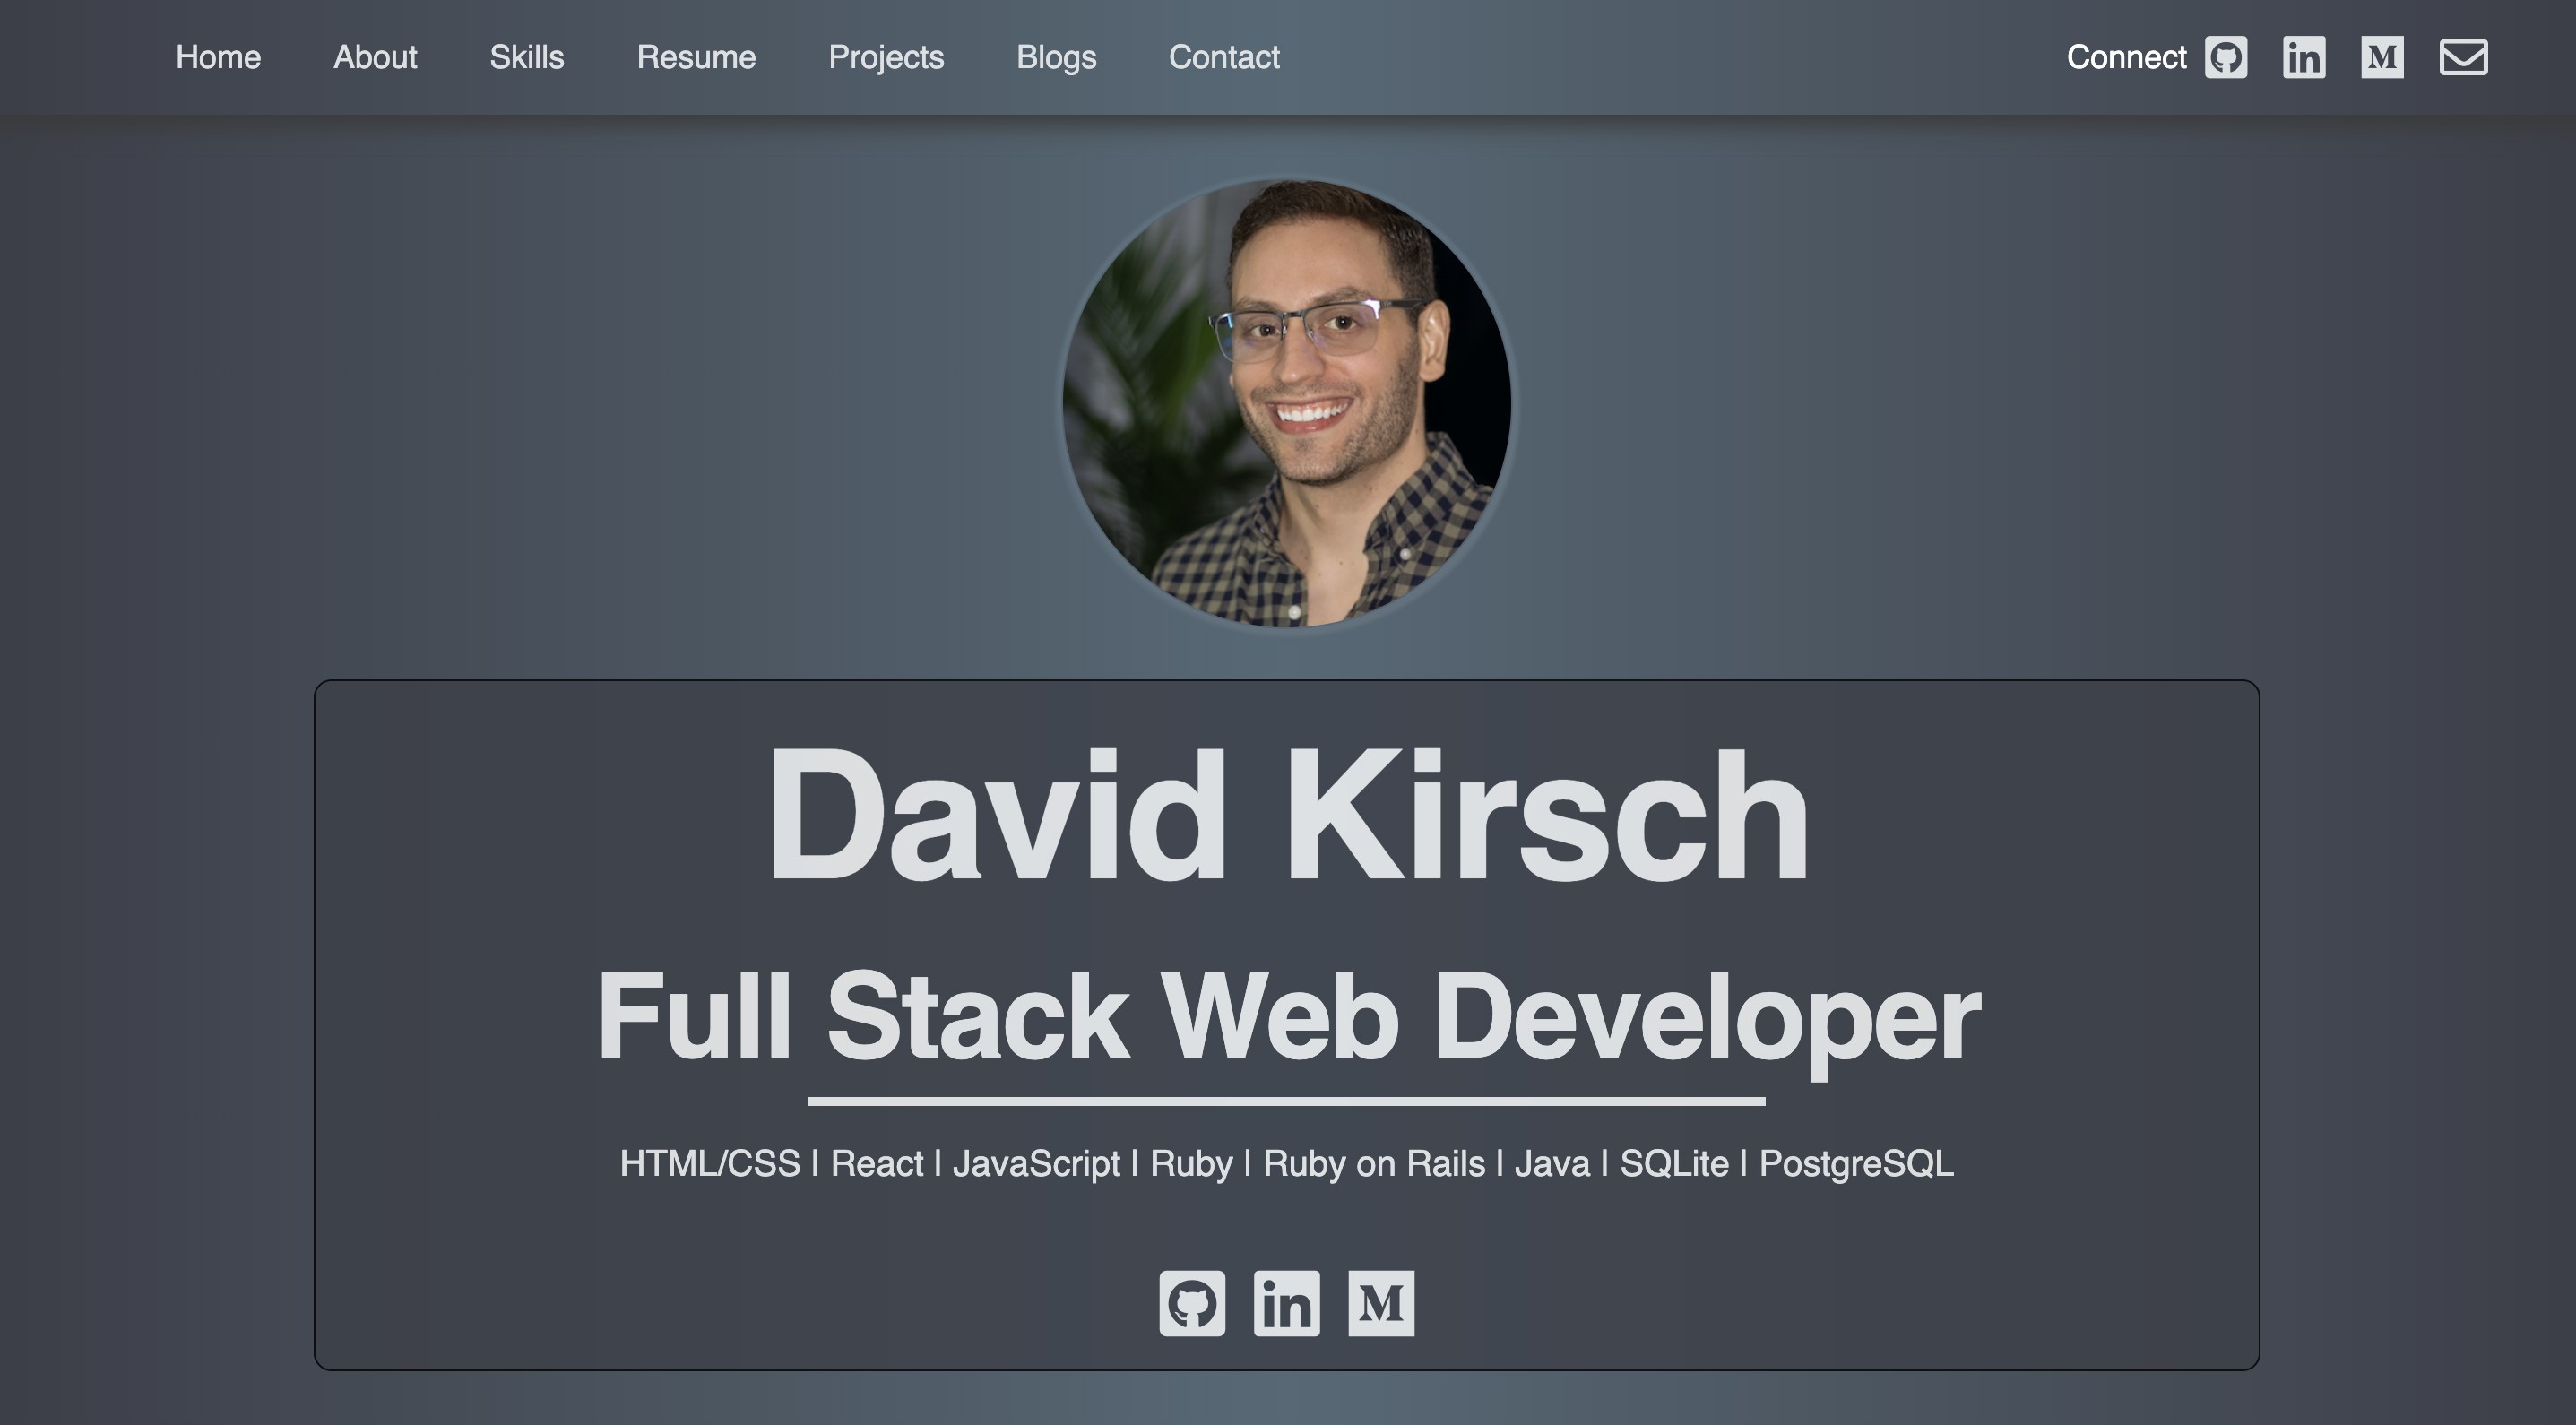 Home About Skills Resume Projects Blogs Contact Connect in M
David Kirsch
Full Stack Web Developer
HTML/CSS | React | JavaScript | Ruby | Ruby on Rails | Java | SQLite | PostgreSQL
in M